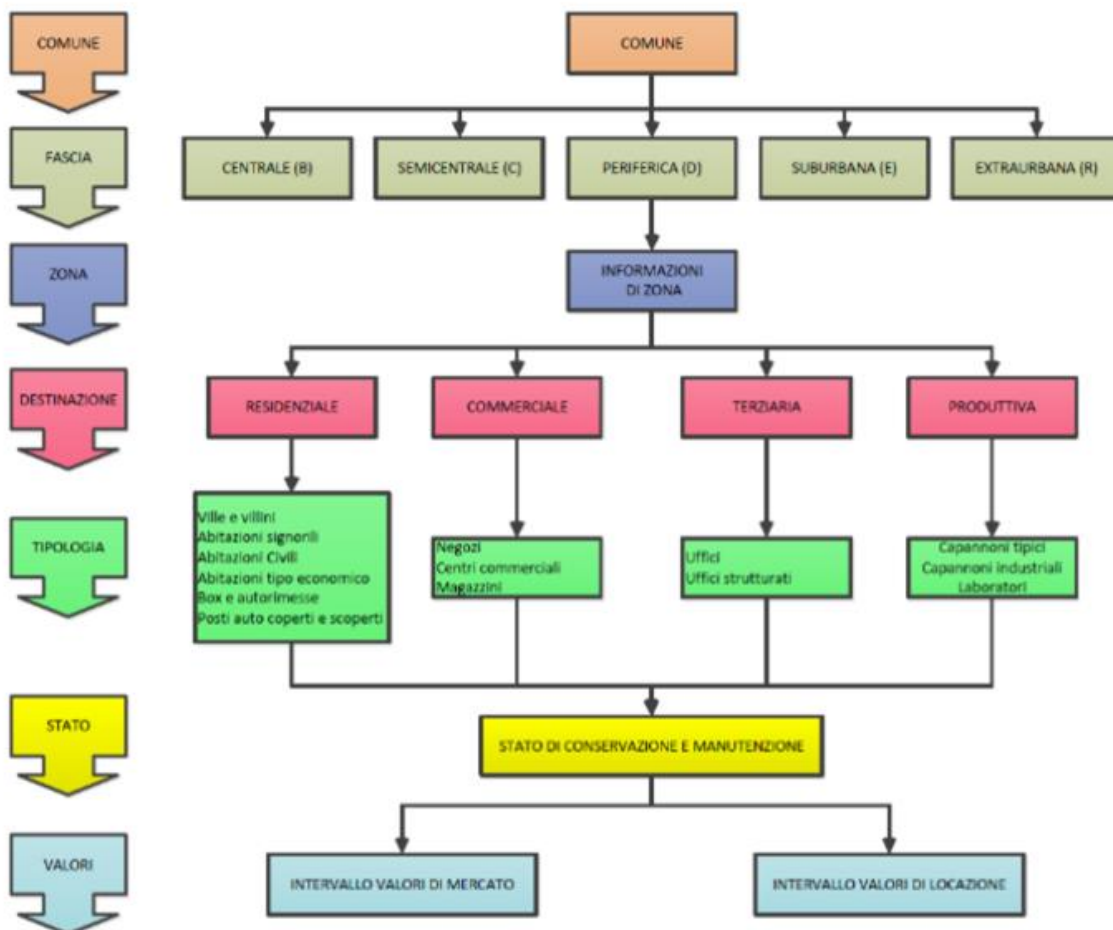 COMUNE
COMUNE
FASCIA
CENTRALE (B)
SEMICENTRALE (C)
PERIFERICA (D)
SUBURBANA (E)
EXTRAURBANA (R)
ZONA
INFORMAZIONI
DI ZONA
DESTINAZIONE
RESIDENZIALE
COMMERCIALE
TERZIARIA
PRODUTTIVA
TIPOLOGIA
Ville e villini
Abitazioni signorili
Abitazioni Civili
Abitazioni tipo economico
Box e autorimesse
Posti auto coperti e scoperti
Negozi
Centri commerciali
Magazzini
Uffici
Uffici strutturati
Capannoni tipici
Capannoni industriali
Laboratori
STATO
STATO DI CONSERVAZIONE E MANUTENZIONE
VALORI
INTERVALLO VALORI DI MERCATO
INTERVALLO VALORI DI LOCAZIONE